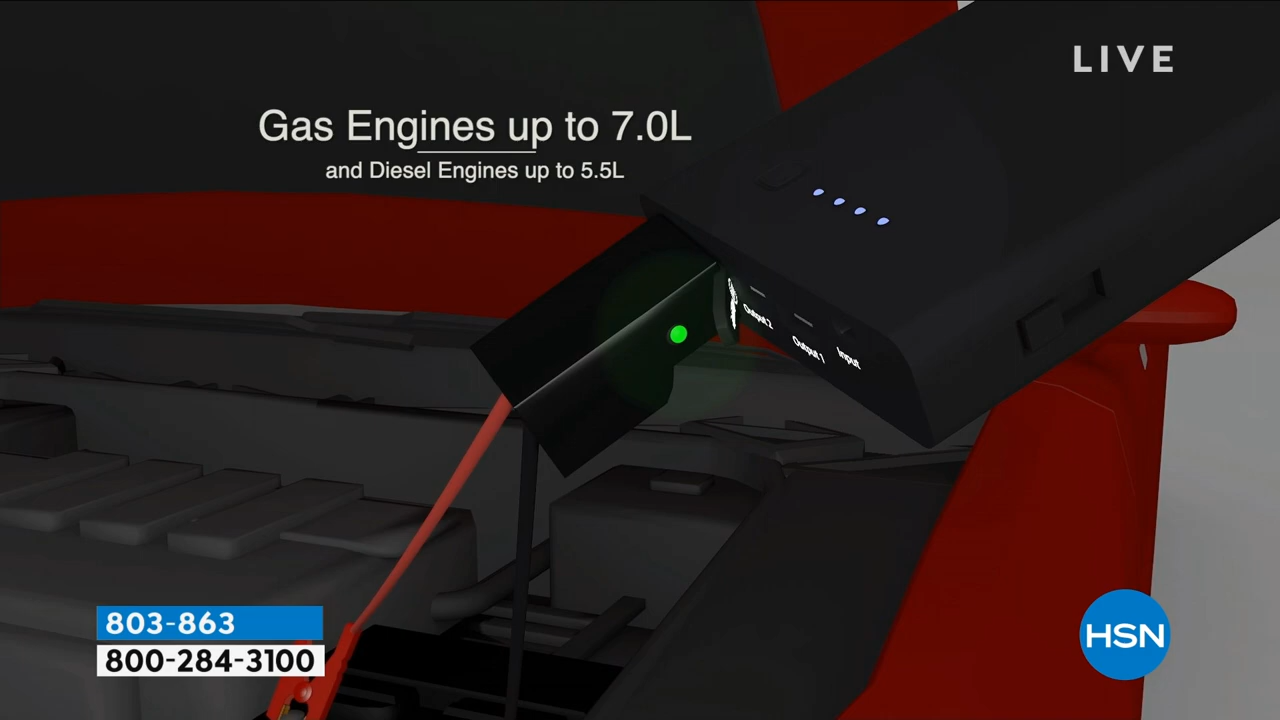 LIVE
Gas Engines up to 7.0L
and Diesel Engines up to 5.5L
Output 2
Output 1
Input
803-863
800-284-3100
HSN